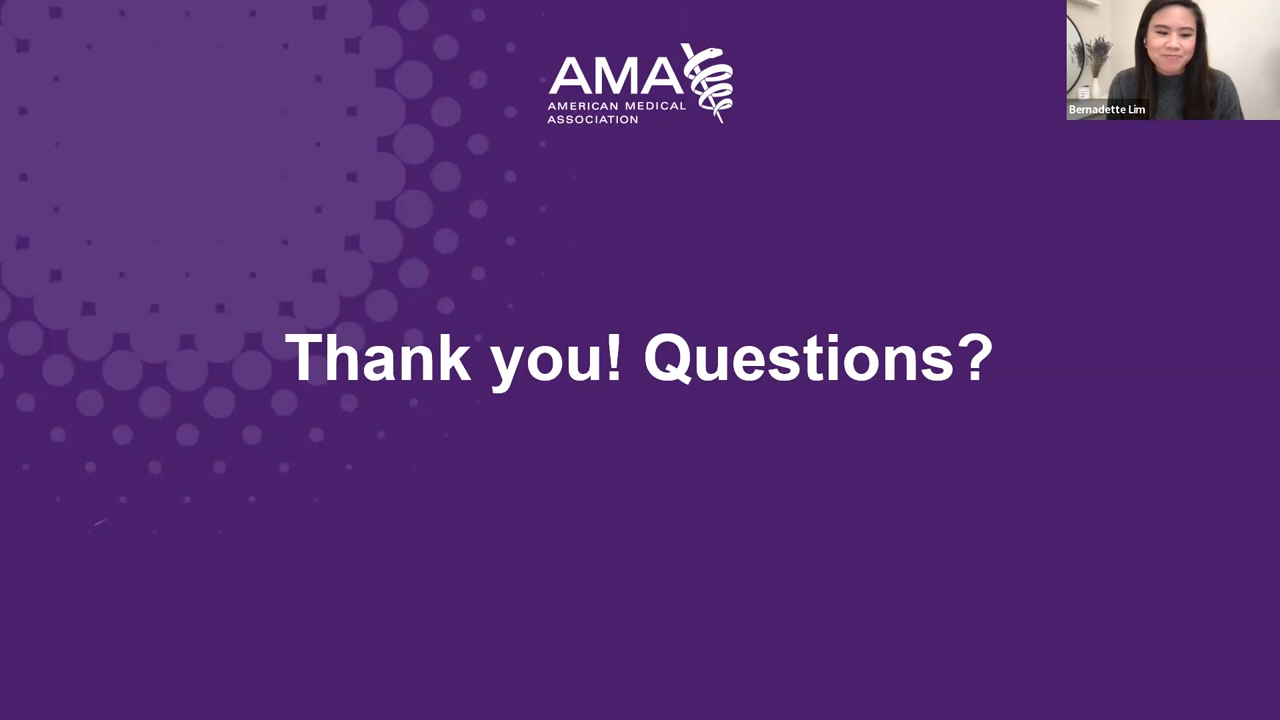 AMA
AMERICAN MEDICAL
ASSOCIATION
Bernadette Lim
Thank you! Questions?